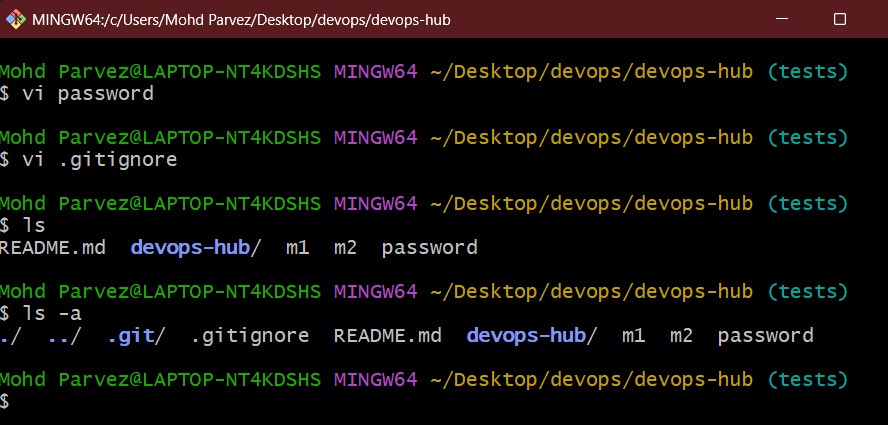 MINGW64:/c/Users/Mohd Parvez/Desktop/devops/devops-hub
Mohd Parvez@LAPTOP-NT4KDSHS MINGW64 ~/Desktop/devops/devops-hub (tests)
$ vi password
Mohd Parvez@LAPTOP-NT4KDSHS MINGW64 ~/Desktop/devops/devops-hub (tests)
$ vi .gitignore
Mohd Parvez@LAPTOP-NT4KDSHS MINGW64 ~/Desktop/devops/devops-hub (tests)
$ ls
README.md  devops-hub/  m1  m2  password
Mohd Parvez@LAPTOP-NT4KDSHS MINGW64 ~/Desktop/devops/devops-hub (tests)
$ ls -a
./  ../  .git/  .gitignore  README.md  devops-hub/  m1  m2  password
Mohd Parvez@LAPTOP-NT4KDSHS MINGW64 ~/Desktop/devops/devops-hub (tests)
$